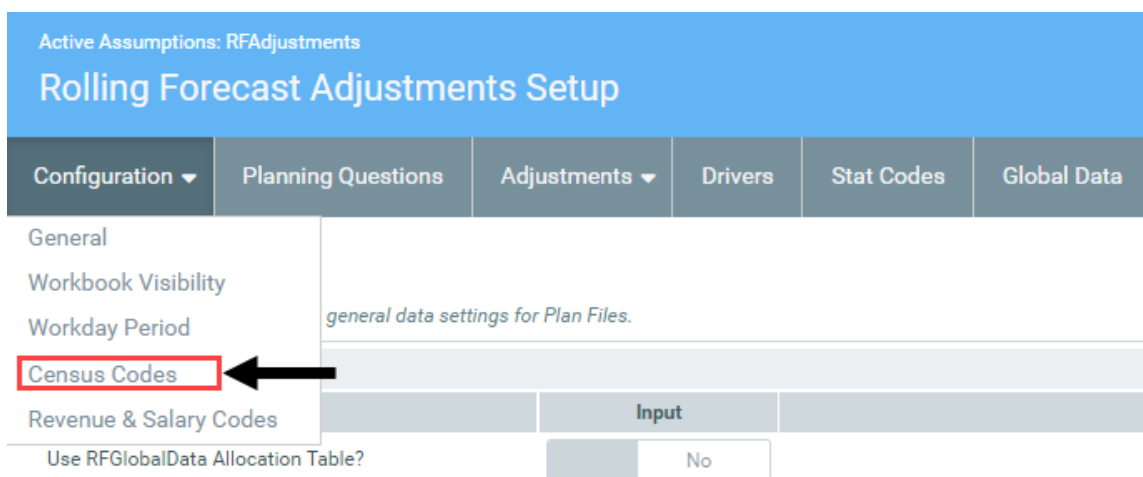 Active Assumptions: RFAdjustments
Rolling Forecast Adjustments Setup
Configuration Planning Questions Adjustments Drivers Stat Codes Global Data
General
Workbook Visibility
Workday Period
general data settings for Plan Files.
Census Codes
Revenue & Salary Codes
Input
Use RFGlobalData Allocation Table? No